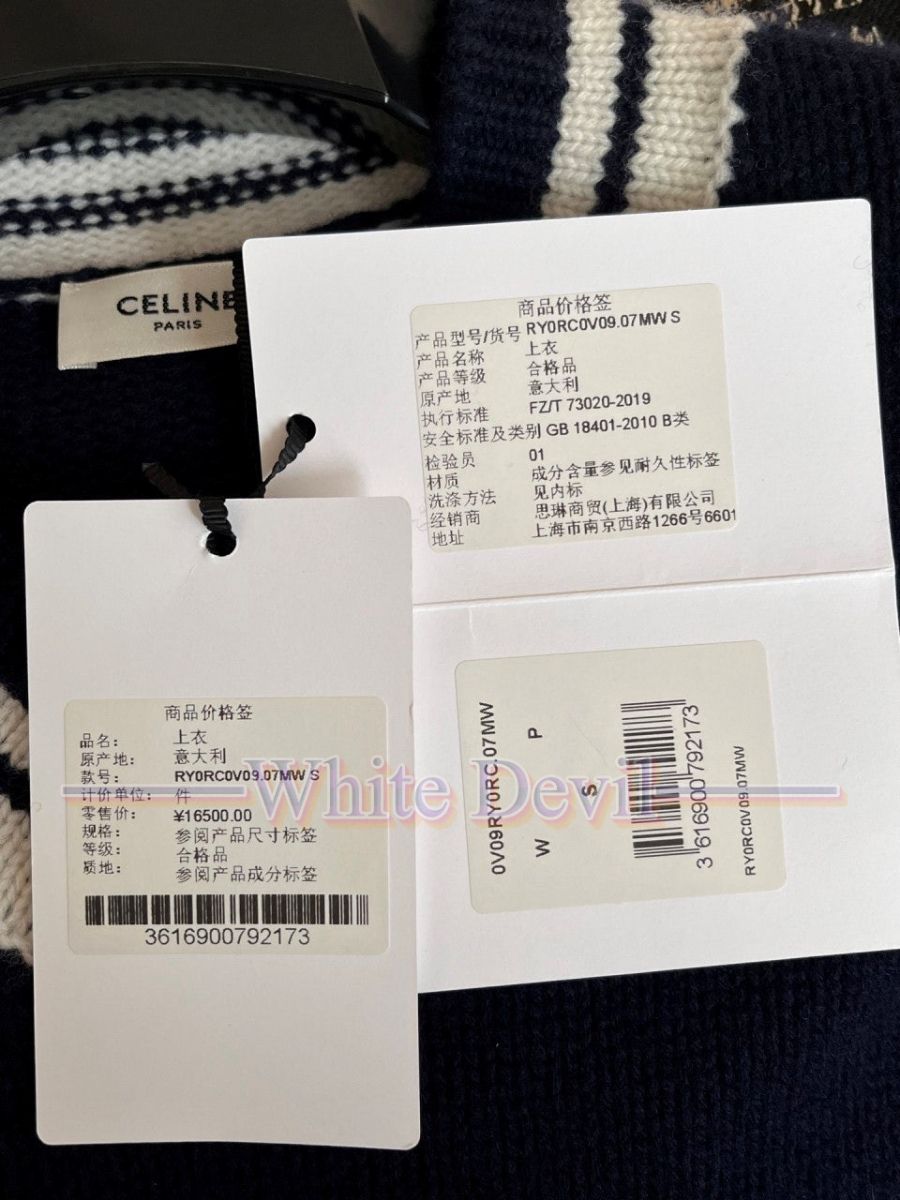 CELINE
PARIS
商品价格签
产品型号/货号 RY0RC0V09.07MW S
产品名称 上衣
产品等级 合格品
原产地 意大利
执行标准 FZ/T 73020-2019
安全标准及类别 GB 18401-2010 B类
检验员 01
材质 成分含量参见耐久性标签
洗涤方法 见内标
经销商 思琳商贸(上海)有限公司
地址 上海市南京西路1266号6601
商品价格签
品名: 上衣
原产地: 意大利
款号: RY0RC0V09.07MW S
计价单位: 件
零售价: ¥16500.00
规格: 参阅产品尺寸标签
等级: 合格品
质地: 参阅产品成分标签
3616900792173
0V09RY0RC.07MW
W S P
3616900792173
RY0RC0V09.07MW
White Devil